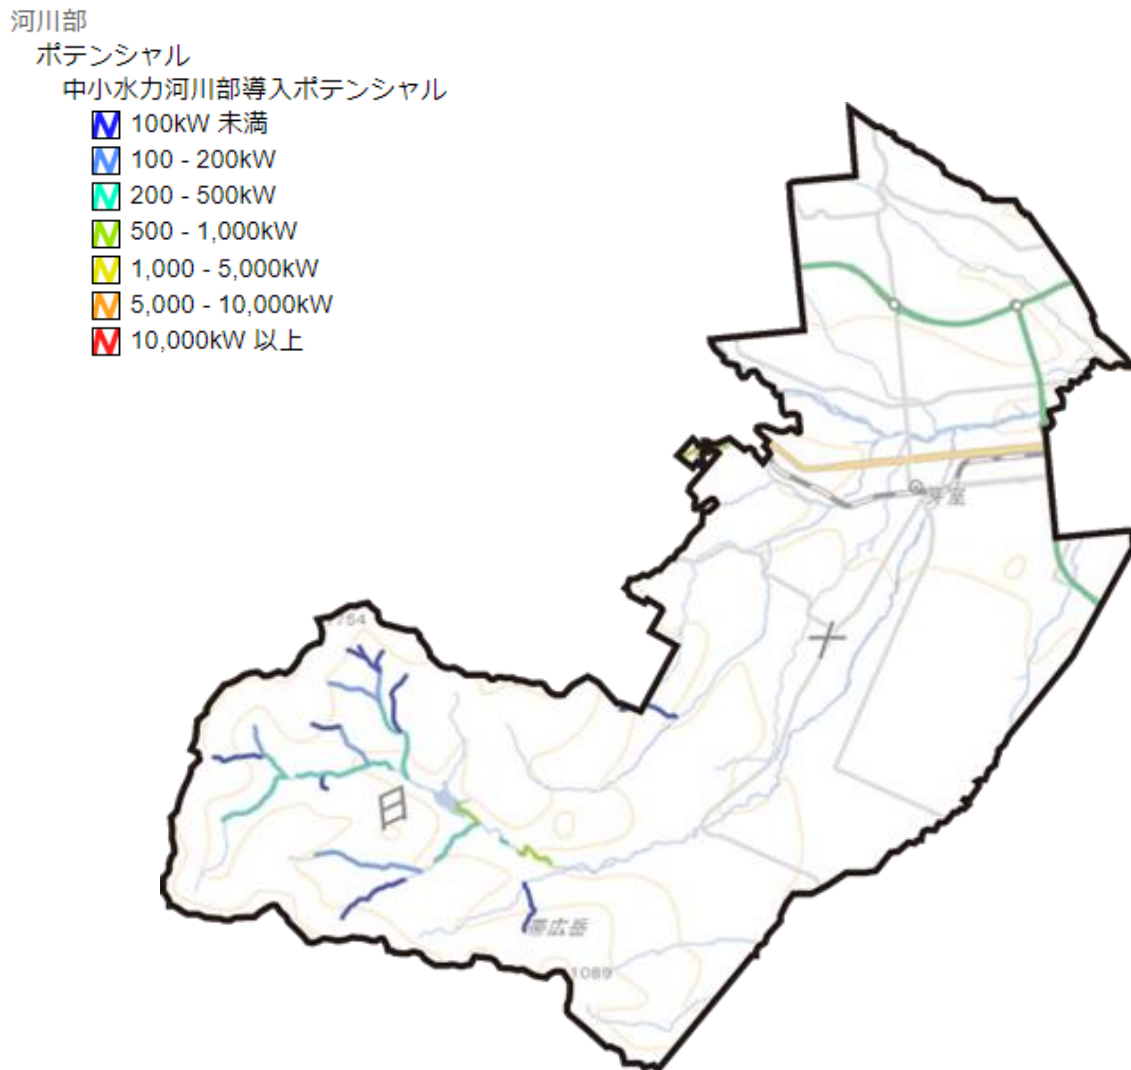 河川部
ポテンシャル
中小水力河川部導入ポテンシャル
100kW 未満
100 - 200kW
200 - 500kW
500 - 1,000kW
1,000 - 5,000kW
5,000 - 10,000kW
10,000kW 以上
芽室
754
日
帯広岳
1089